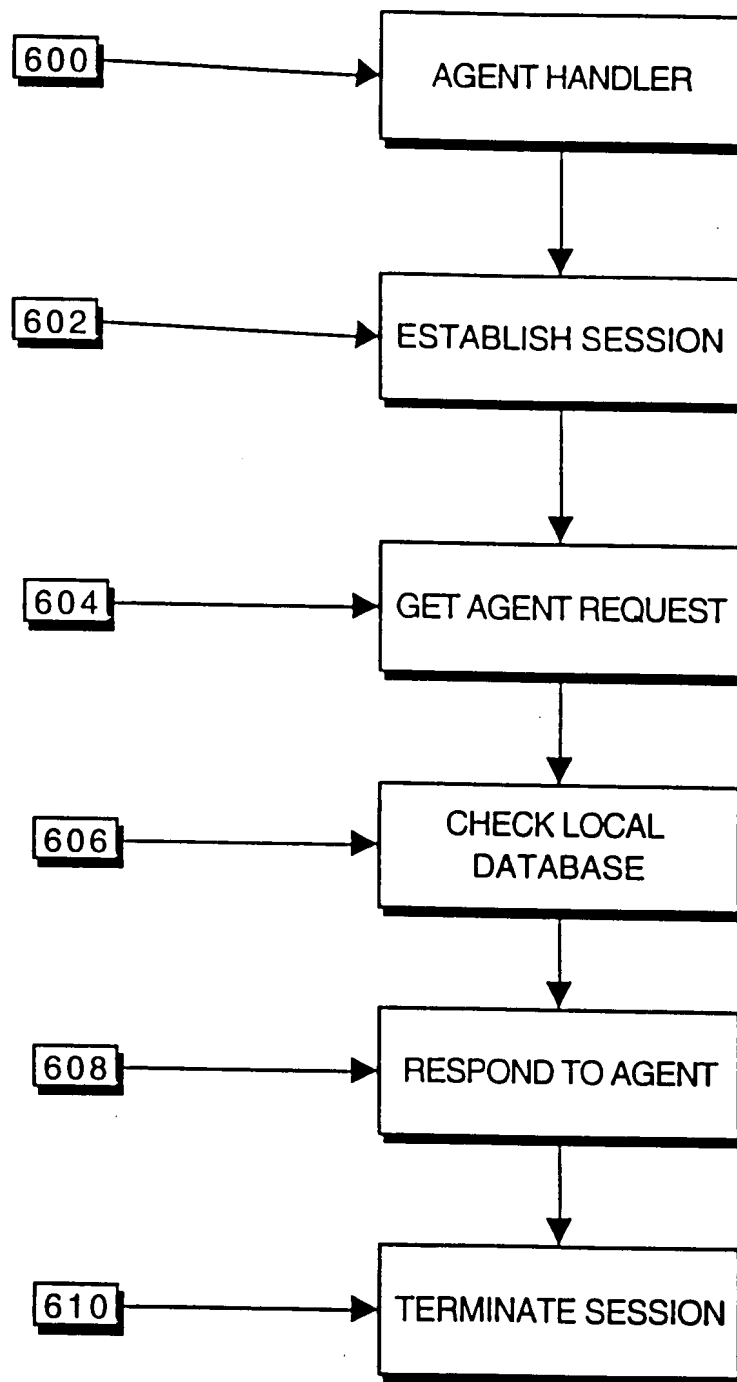 600
AGENT HANDLER
602
ESTABLISH SESSION
604
GET AGENT REQUEST
606
CHECK LOCAL
DATABASE
608
RESPOND TO AGENT
610
TERMINATE SESSION